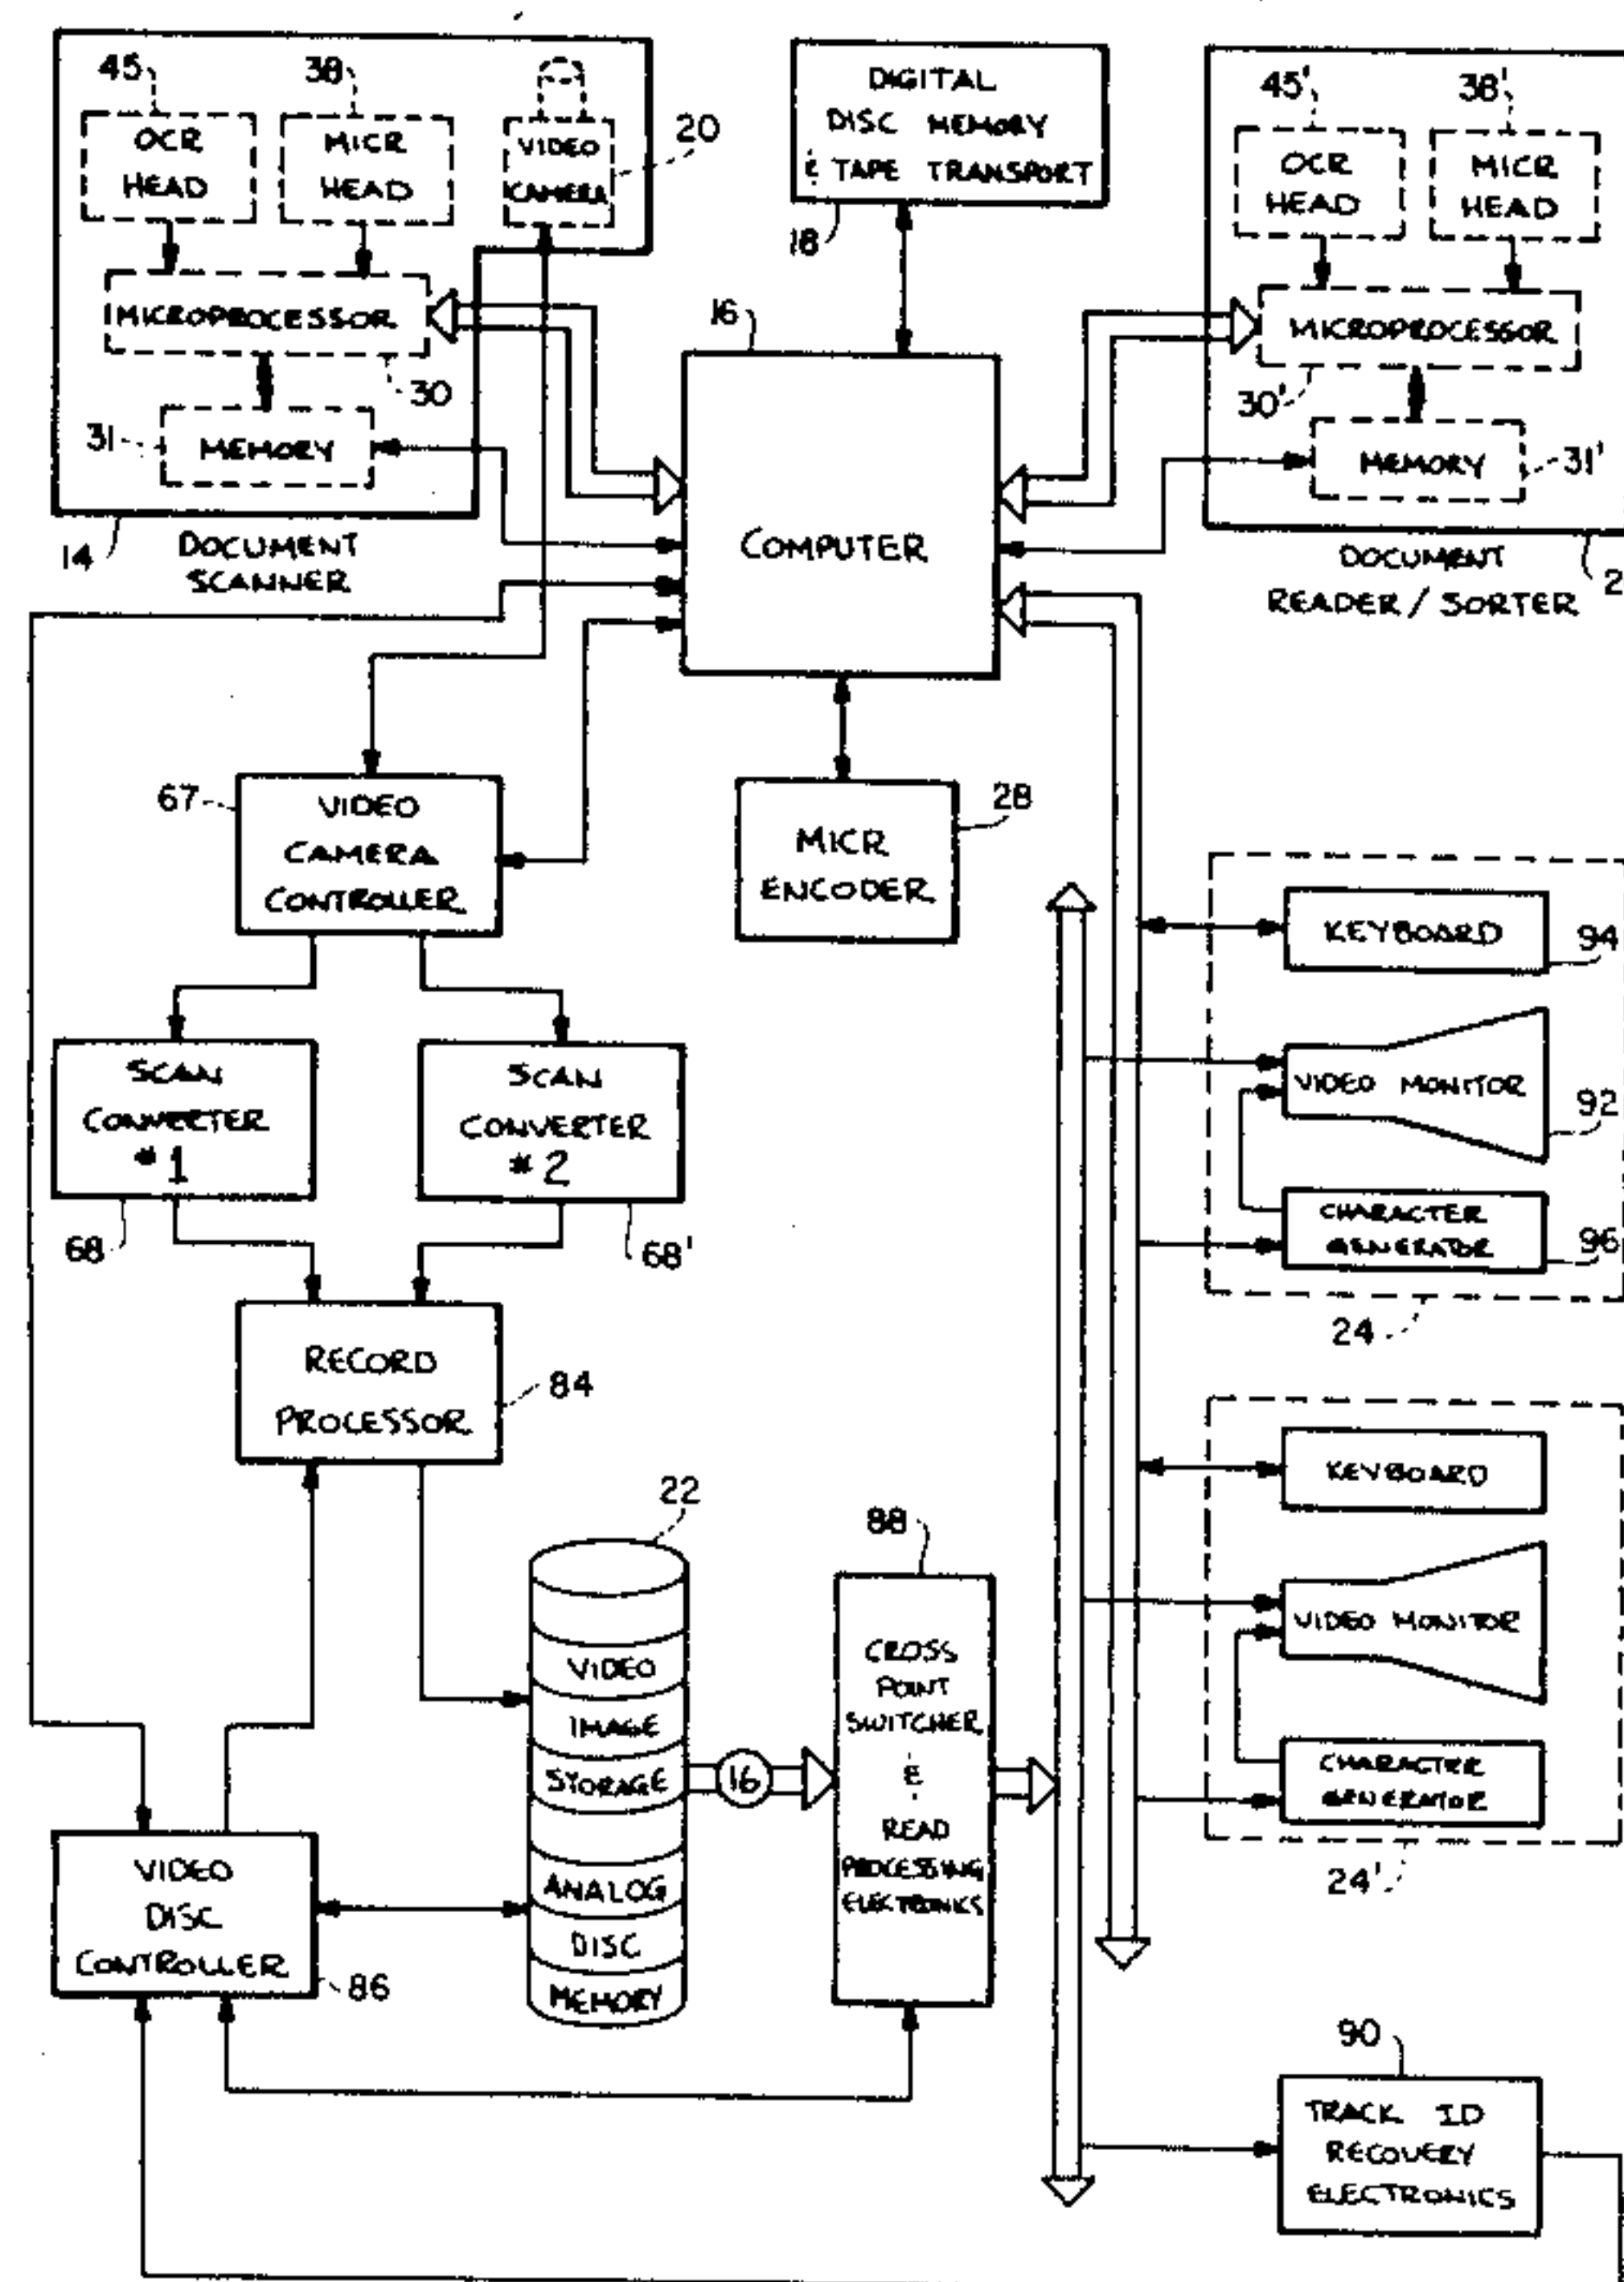 45
OCR
HEAD
38
MICR
HEAD
VIDEO
CAMERA
20
MICROPROCESSOR
30
31
MEMORY
14
DOCUMENT
SCANNER
DIGITAL
DISC MEMORY
& TAPE TRANSPORT
18
16
COMPUTER
45'
OCR
HEAD
38'
MICR
HEAD
MICROPROCESSOR
30'
MEMORY
31'
DOCUMENT
READER / SORTER
67
VIDEO
CAMERA
CONTROLLER
MICR
ENCODER
28
SCAN
CONVERTER
#1
68
SCAN
CONVERTER
#2
68'
RECORD
PROCESSOR
84
22
VIDEO
IMAGE
STORAGE
ANALOG
DISC
MEMORY
16
88
CROSS
POINT
SWITCHER
&
READ
PROCESSING
ELECTRONICS
VIDEO
DISC
CONTROLLER
86
KEYBOARD
94
VIDEO MONITOR
92
CHARACTER
GENERATOR
96
24
KEYBOARD
VIDEO MONITOR
CHARACTER
GENERATOR
24'
90
TRACK ID
RECOVERY
ELECTRONICS